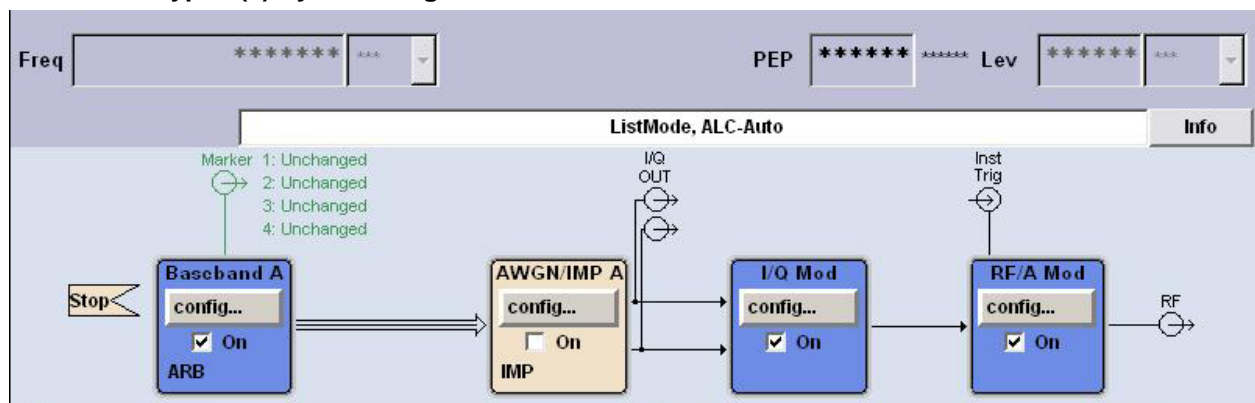 Freq ******* *** PEP ****** ****** Lev ****** ***
ListMode, ALC-Auto Info
Marker 1: Unchanged
2: Unchanged
3: Unchanged
4: Unchanged
I/Q
OUT
Inst
Trig
Stop
Baseband A
config...
On
ARB
AWGN/IMP A
config...
On
IMP
I/Q Mod
config...
On
RF/A Mod
config...
On
RF